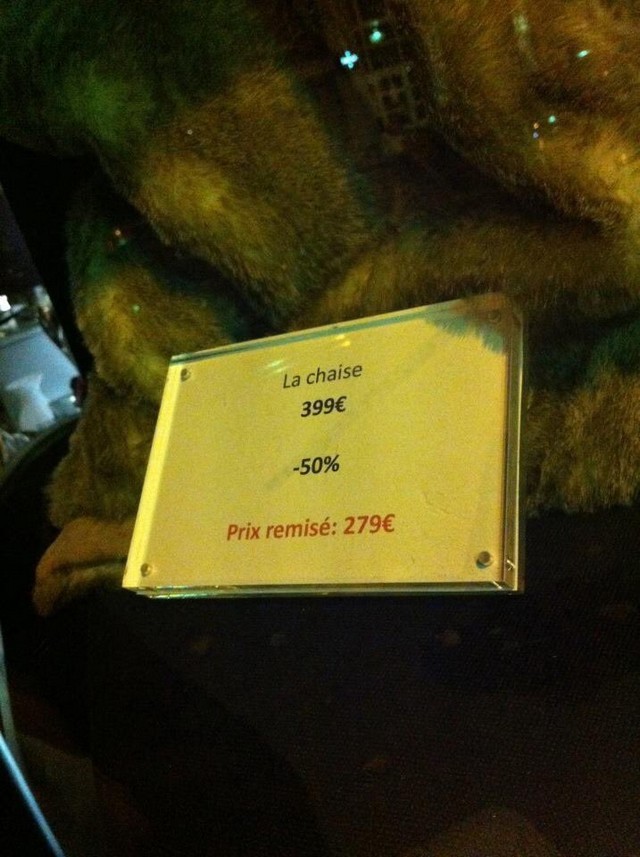 La chaise
399€
-50%
Prix remisé: 279€